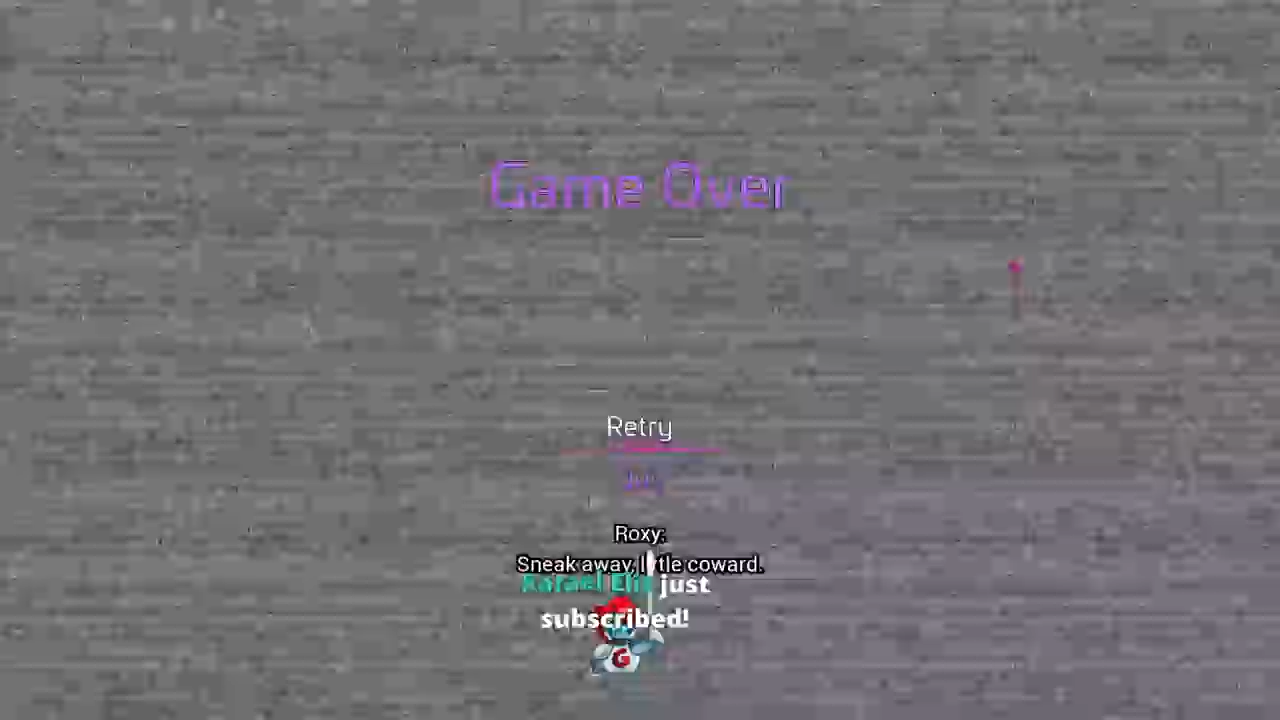 Game Over
Retry
Roxy:
Sneak away, little coward.
just
subscribed!
G